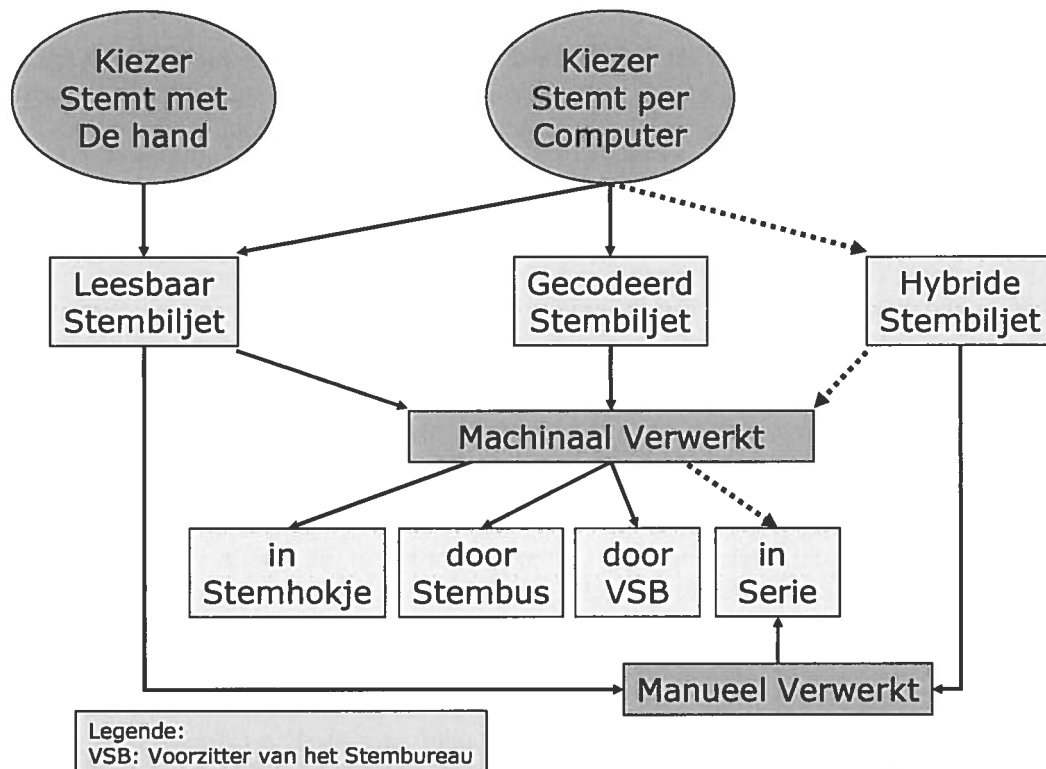 Kiezer
Stemt met
De hand
Kiezer
Stemt per
Computer
Leesbaar
Stembiljet
Gecodeerd
Stembiljet
Hybride
Stembiljet
Machinaal Verwerkt
in
Stemhokje
door
Stembus
door
VSB
in
Serie
Manueel Verwerkt
Legende:
VSB: Voorzitter van het Stembureau